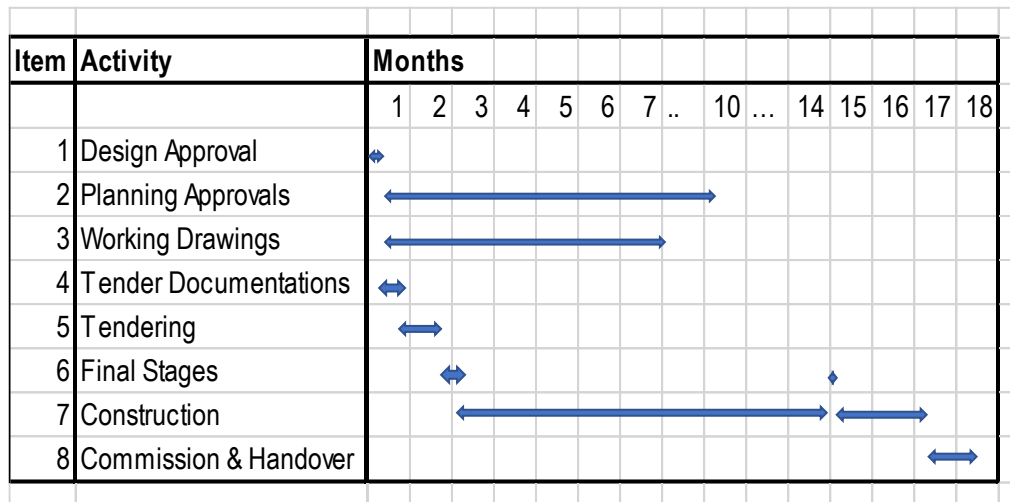 Item Activity Months
1 2 3 4 5 6 7 .. 10 ... 14 15 16 17 18
1 Design Approval
2 Planning Approvals
3 Working Drawings
4 Tender Documentations
5 Tendering
6 Final Stages
7 Construction
8 Commission & Handover